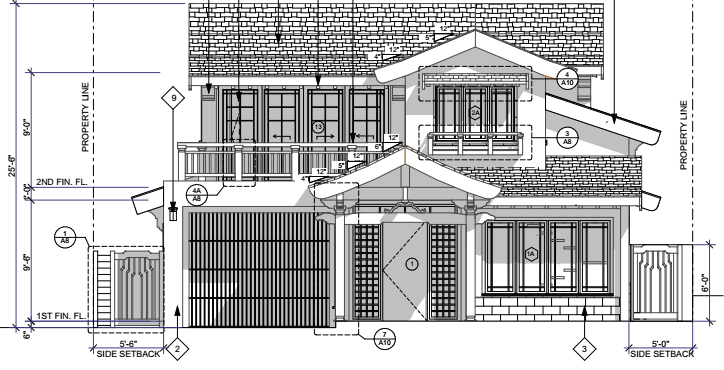 12"
5"
12"
4"
4
A10
PROPERTY LINE
PROPERTY LINE
9
9'-0"
25'-6"
13
2A
12"
6"
3
A8
12"
5"
12"
4"
2ND FIN. FL.
1'-0"
4A
A8
1
A8
9'-6"
1
1A
6'-0"
1ST FIN. FL.
6"
5'-6"
SIDE SETBACK
2
7
A10
3
5'-0"
SIDE SETBACK